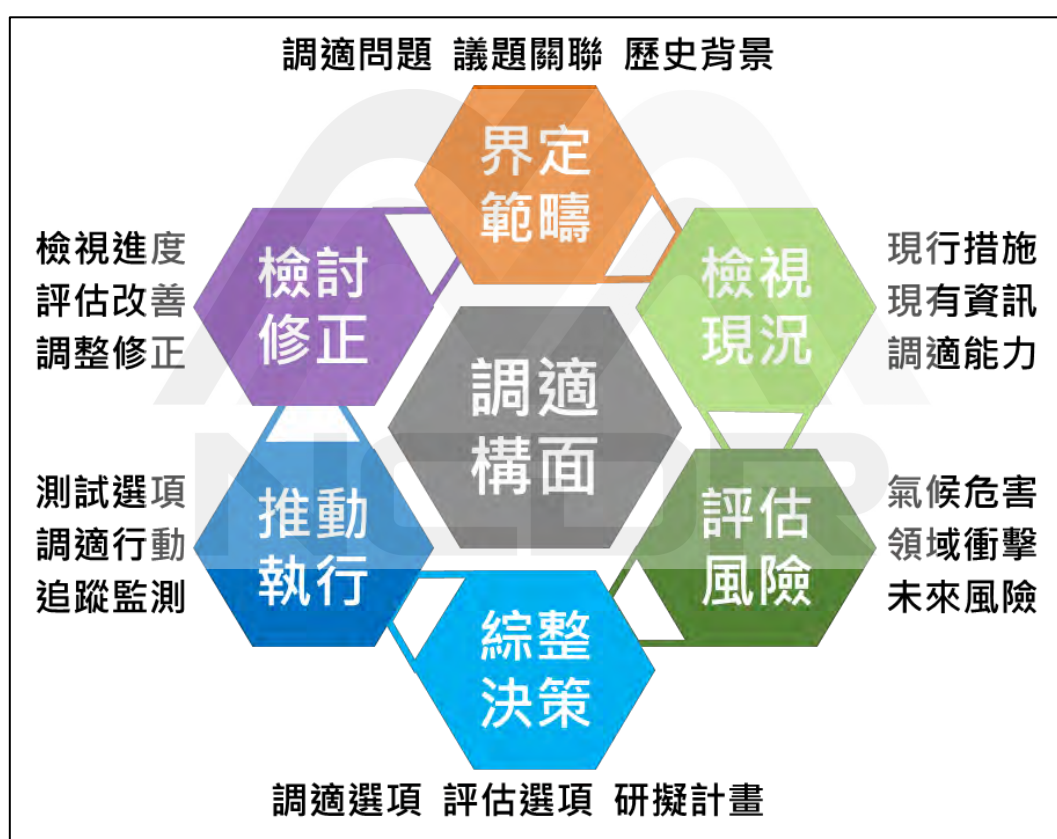 調適問題 議題關聯 歷史背景
界定
範疇
檢視
現況
現行措施
現有資訊
調適能力
評估
風險
氣候危害
領域衝擊
未來風險
綜整
決策
調適選項 評估選項 研擬計畫
推動
執行
測試選項
調適行動
追蹤監測
檢討
修正
檢視進度
評估改善
調整修正
調適
構面
NCDR